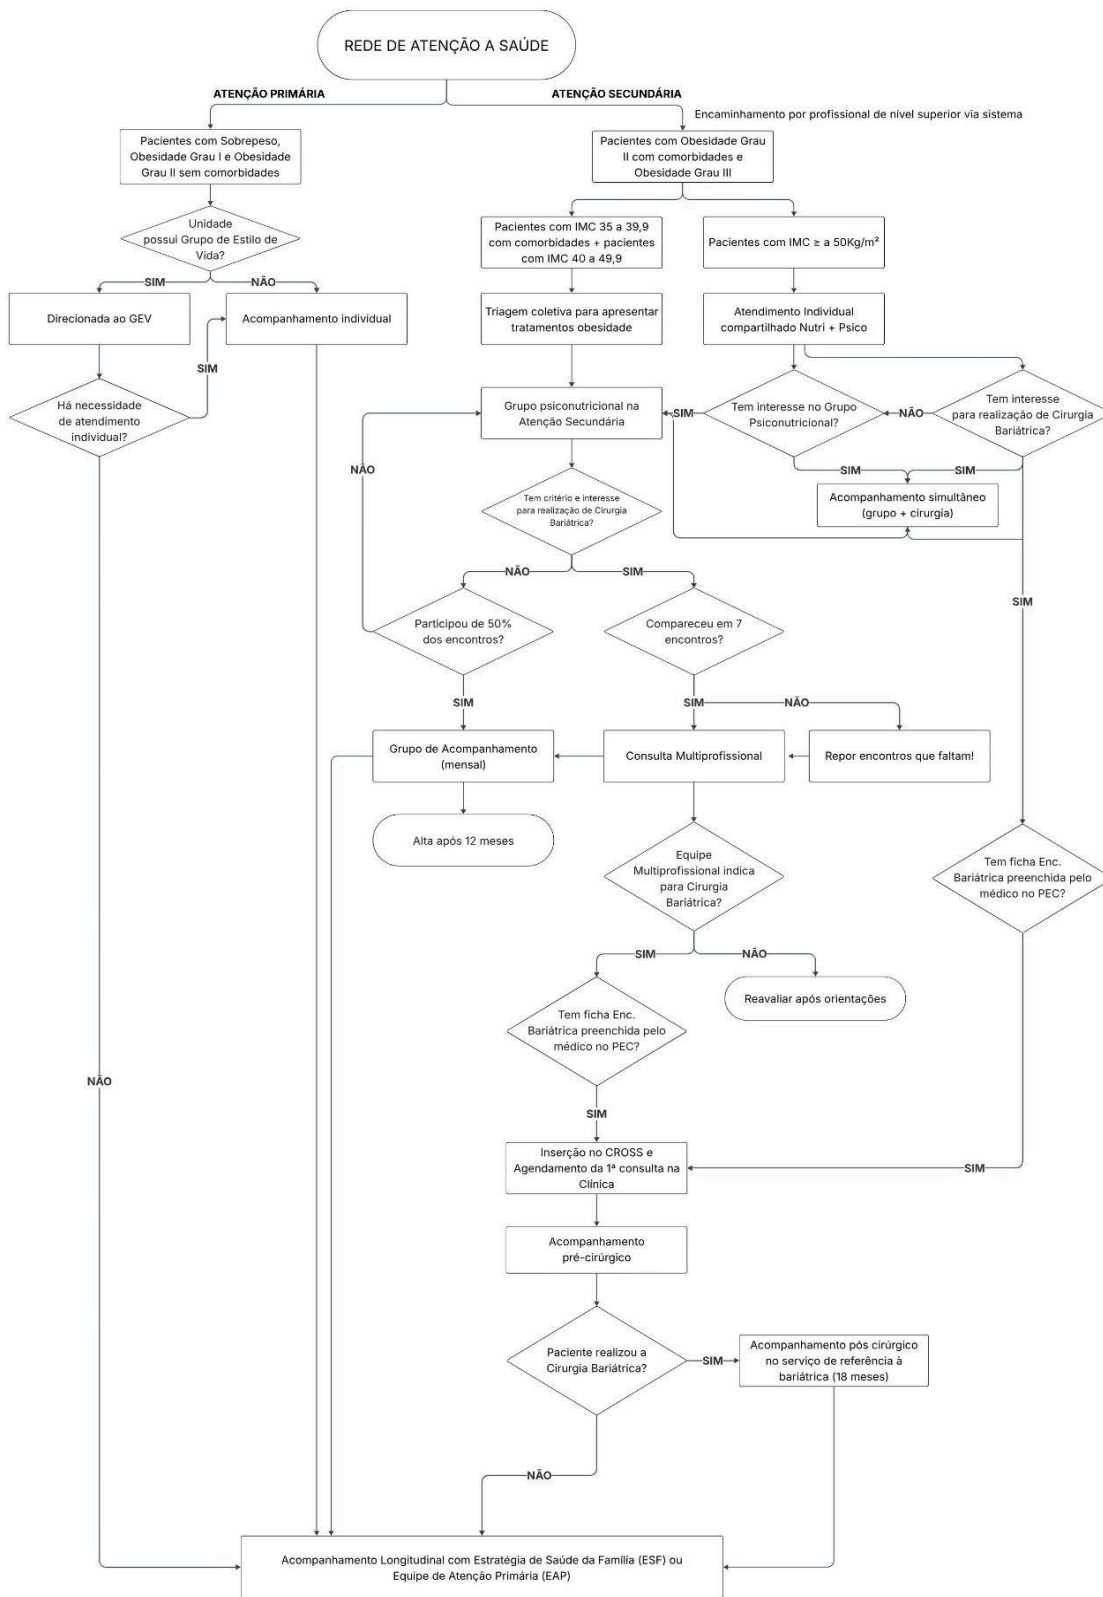 REDE DE ATENÇÃO A SAÚDE
ATENÇÃO PRIMÁRIA
ATENÇÃO SECUNDÁRIA
Encaminhamento por profissional de nível superior via sistema
Pacientes com Sobrepeso,
Obesidade Grau I e Obesidade
Grau II sem comorbidades
Pacientes com Obesidade Grau
II com comorbidades e
Obesidade Grau III
Unidade
possui Grupo de Estilo de
Vida?
Pacientes com IMC 35 a 39,9
com comorbidades + pacientes
com IMC 40 a 49,9
Pacientes com IMC ≥ a 50Kg/m²
SIM
NÃO
Direcionada ao GEV
Acompanhamento individual
Triagem coletiva para apresentar
tratamentos obesidade
Atendimento Individual
compartilhado Nutri + Psico
SIM
Há necessidade
de atendimento
individual?
Grupo psiconutricional na
Atenção Secundária
SIM
Tem interesse no Grupo
Psiconutricional?
NÃO
Tem interesse
para realização de Cirurgia
Bariátrica?
NÃO
SIM
SIM
Tem critério e interesse
para realização de Cirurgia
Bariátrica?
Acompanhamento simultâneo
(grupo + cirurgia)
NÃO
SIM
SIM
Participou de 50%
dos encontros?
Compareceu em 7
encontros?
SIM
SIM
NÃO
Grupo de Acompanhamento
(mensal)
Consulta Multiprofissional
Repor encontros que faltam!
Alta após 12 meses
Equipe
Multiprofissional indica
para Cirurgia
Bariátrica?
Tem ficha Enc.
Bariátrica preenchida pelo
médico no PEC?
SIM
NÃO
Reavaliar após orientações
Tem ficha Enc.
Bariátrica preenchida pelo
médico no PEC?
NÃO
SIM
Inserção no CROSS e
Agendamento da 1ª consulta na
Clínica
SIM
Acompanhamento
pré-cirúrgico
Paciente realizou a
Cirurgia Bariátrica?
SIM
Acompanhamento pós cirúrgico
no serviço de referência à
bariátrica (18 meses)
NÃO
Acompanhamento Longitudinal com Estratégia de Saúde da Família (ESF) ou
Equipe de Atenção Primária (EAP)